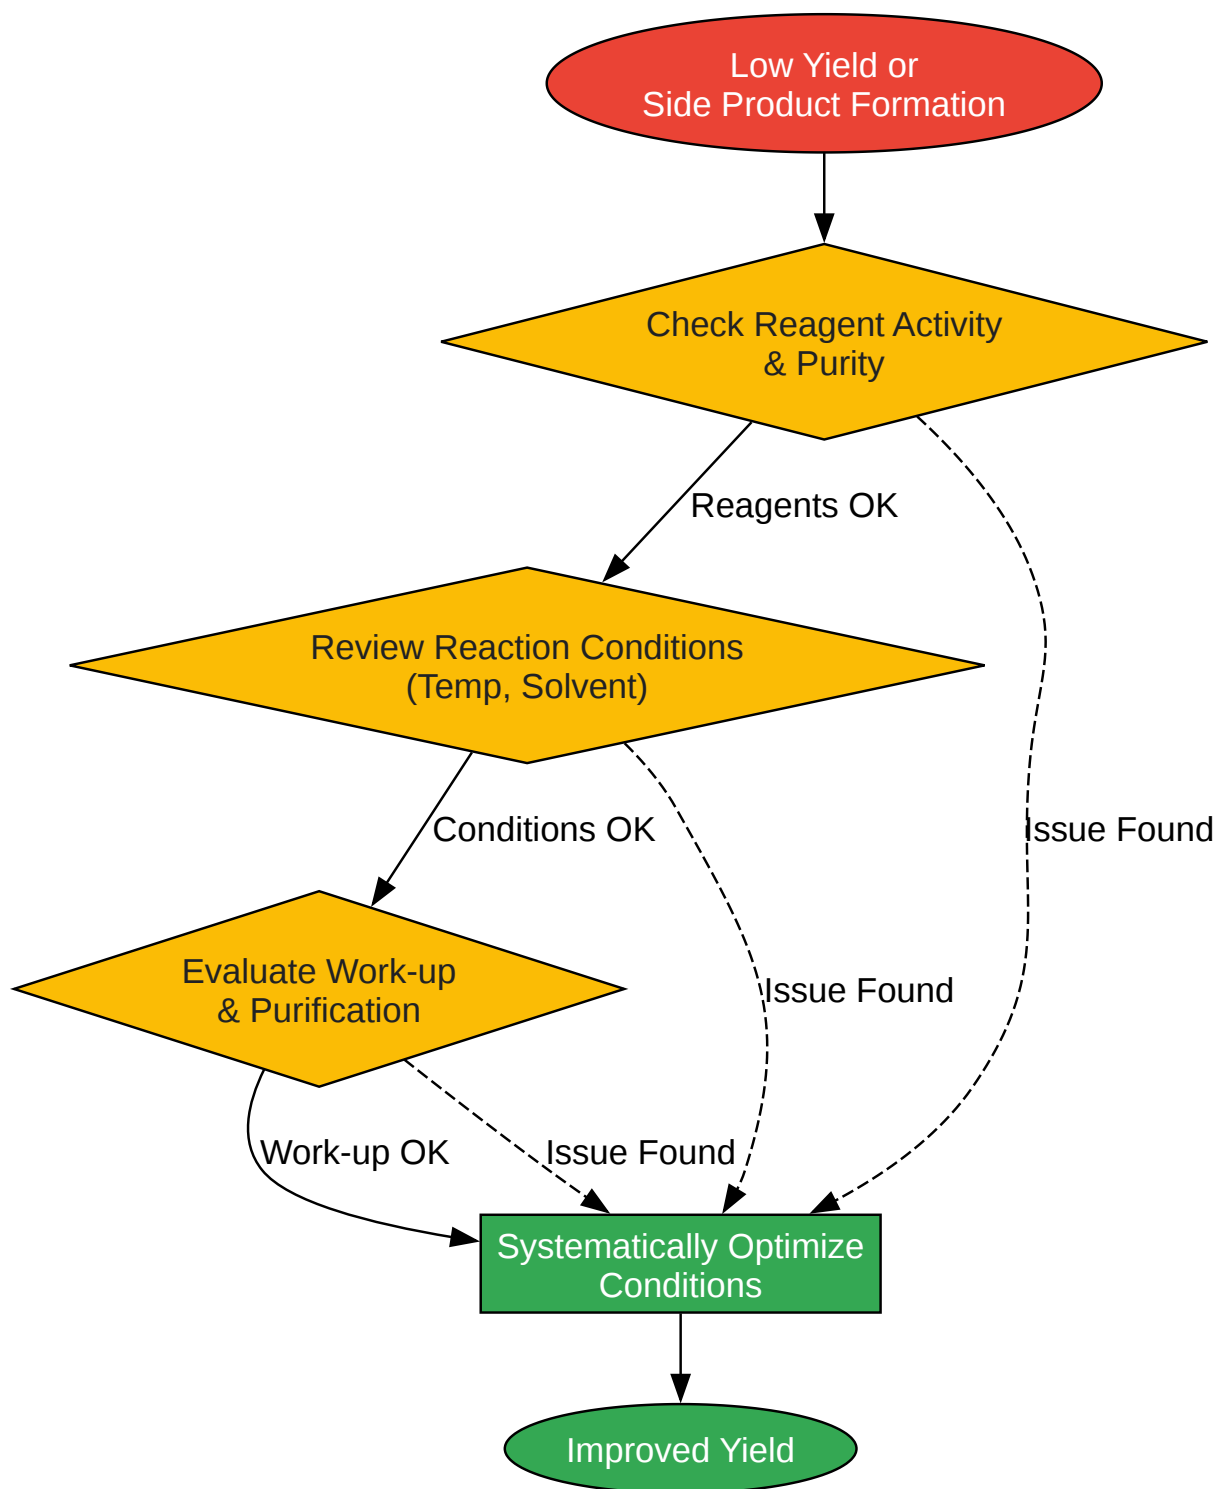 Low Yield or
Side Product Formation
Check Reagent Activity
& Purity
Reagents OK
Review Reaction Conditions
(Temp, Solvent)
Conditions OK
Issue Found
Evaluate Work-up
& Purification
Issue Found
Work-up OK
Issue Found
Systematically Optimize
Conditions
Improved Yield